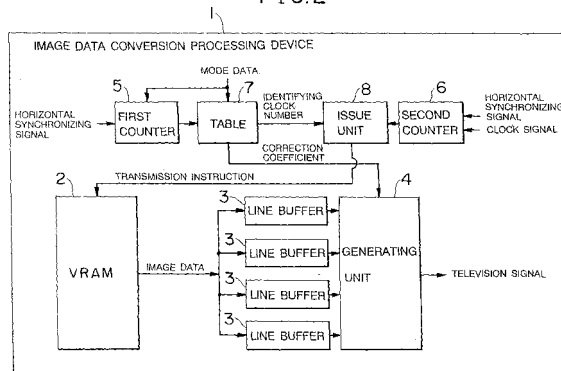 1
IMAGE DATA CONVERSION PROCESSING DEVICE
MODE DATA
5
7
IDENTIFYING
CLOCK
NUMBER
8
6
HORIZONTAL
SYNCHRONIZING
SIGNAL
FIRST
COUNTER
TABLE
ISSUE
UNIT
SECOND
COUNTER
HORIZONTAL
SYNCHRONIZING
SIGNAL
CLOCK SIGNAL
CORRECTION
COEFFICIENT
TRANSMISSION INSTRUCTION
2
3
LINE BUFFER
4
VRAM
IMAGE DATA
3
LINE BUFFER
GENERATING
UNIT
TELEVISION SIGNAL
3
LINE BUFFER
3
LINE BUFFER